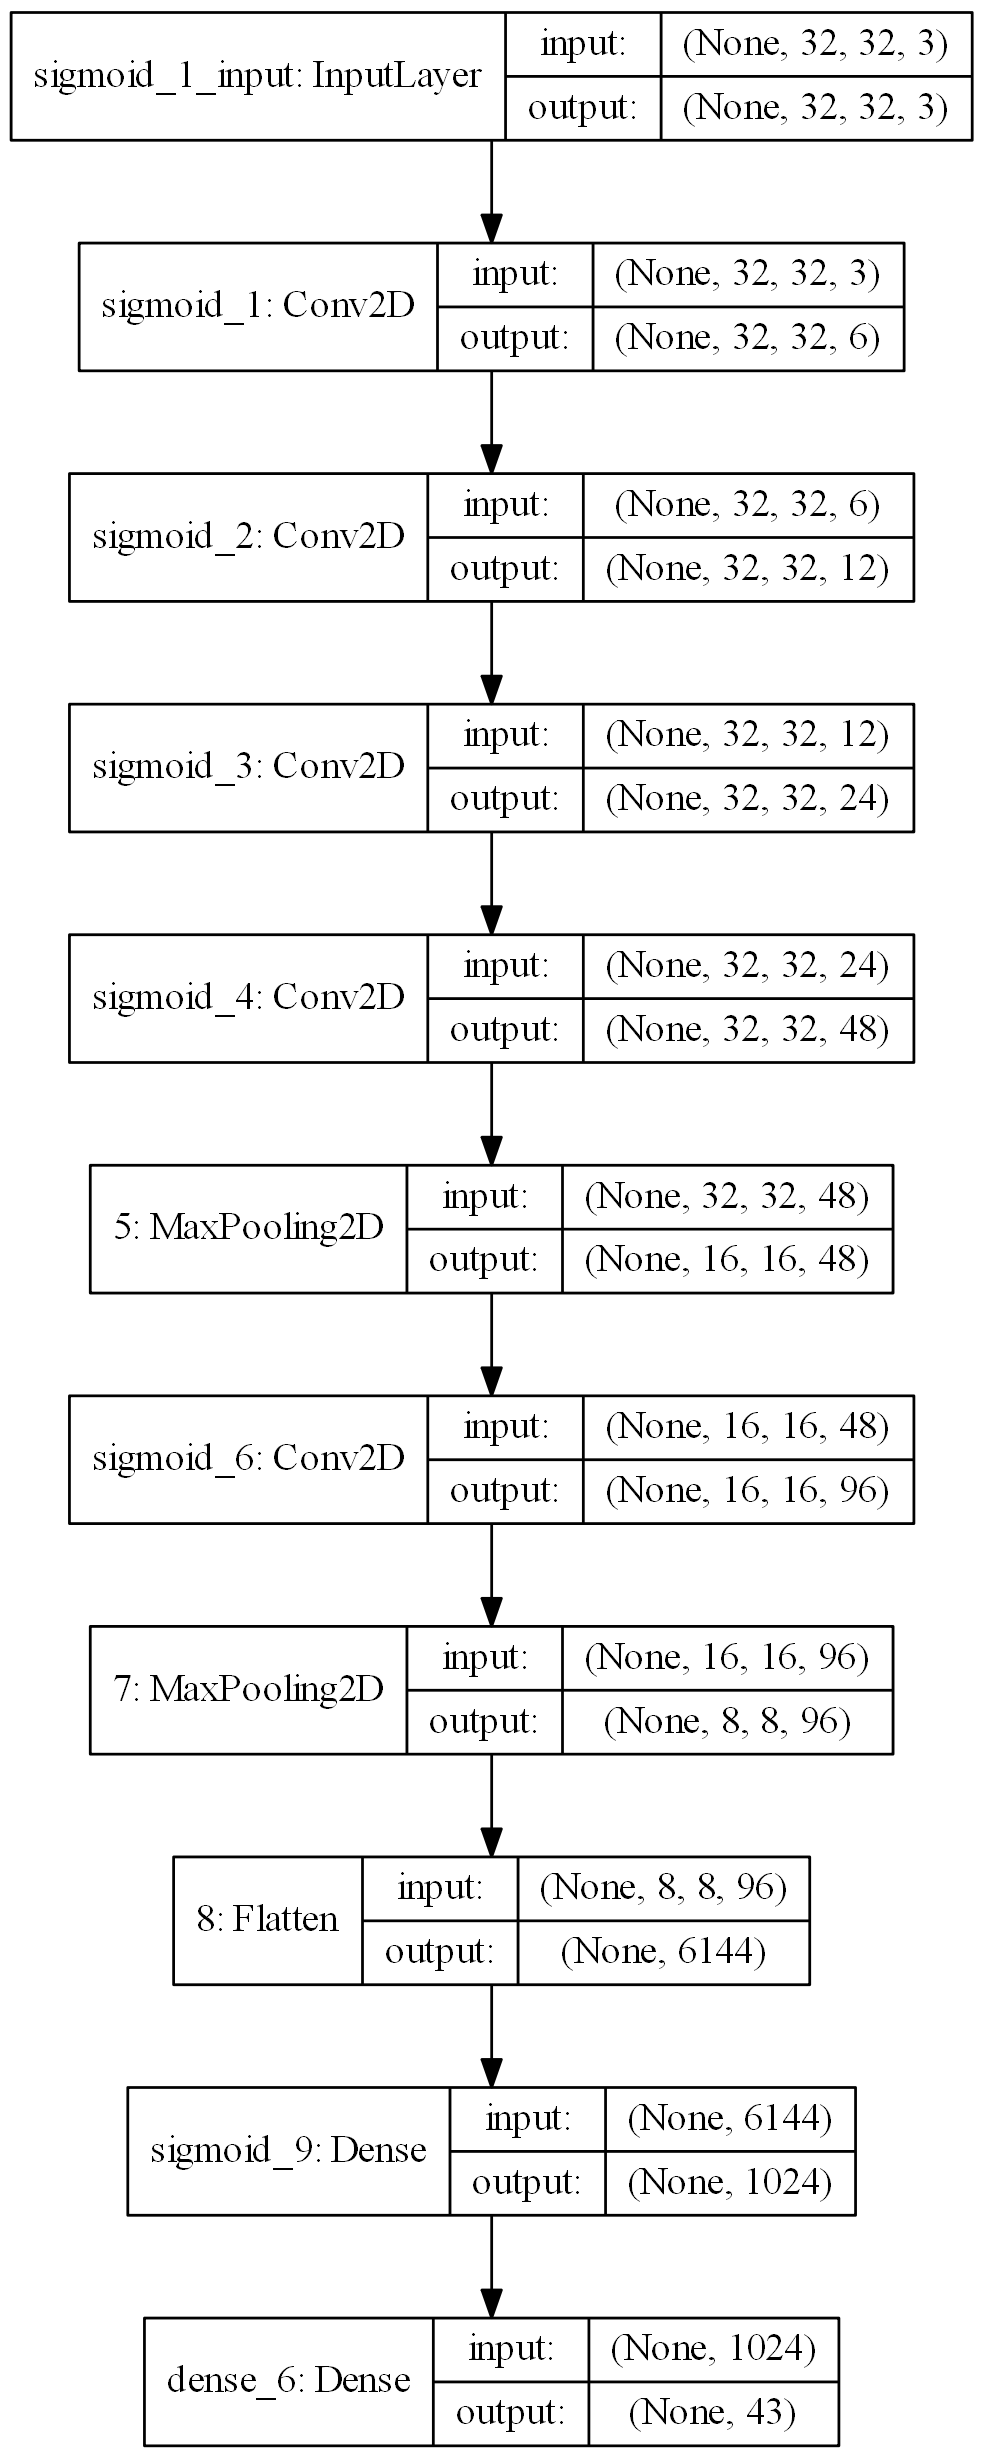 sigmoid_1_input: InputLayer
input:
(None, 32, 32, 3)
output:
(None, 32, 32, 3)
sigmoid_1: Conv2D
input:
(None, 32, 32, 3)
output:
(None, 32, 32, 6)
sigmoid_2: Conv2D
input:
(None, 32, 32, 6)
output:
(None, 32, 32, 12)
sigmoid_3: Conv2D
input:
(None, 32, 32, 12)
output:
(None, 32, 32, 24)
sigmoid_4: Conv2D
input:
(None, 32, 32, 24)
output:
(None, 32, 32, 48)
5: MaxPooling2D
input:
(None, 32, 32, 48)
output:
(None, 16, 16, 48)
sigmoid_6: Conv2D
input:
(None, 16, 16, 48)
output:
(None, 16, 16, 96)
7: MaxPooling2D
input:
(None, 16, 16, 96)
output:
(None, 8, 8, 96)
8: Flatten
input:
(None, 8, 8, 96)
output:
(None, 6144)
sigmoid_9: Dense
input:
(None, 6144)
output:
(None, 1024)
dense_6: Dense
input:
(None, 1024)
output:
(None, 43)